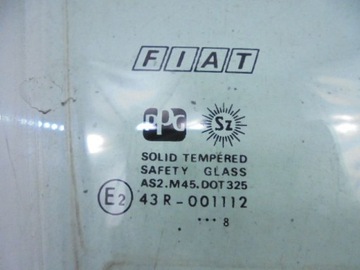 FIAT
PPG Sz
SOLID TEMPERED
SAFETY GLASS
AS2.M45.DOT325
E2 43R-001112
... 8